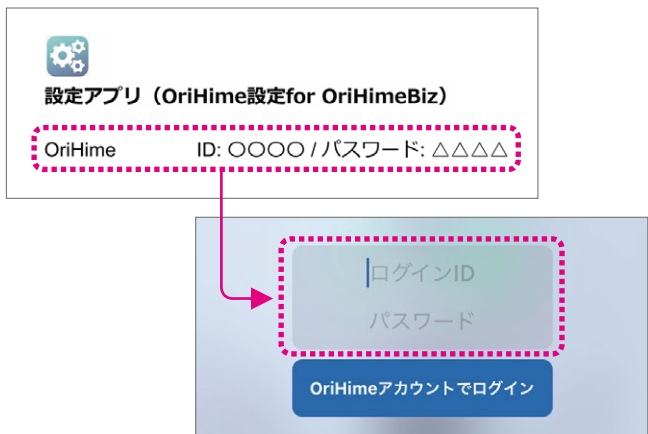 設定アプリ（OriHime設定for OriHimeBiz）
OriHime ID: 〇〇〇〇 / パスワード: △△△△
ログインID
パスワード
OriHimeアカウントでログイン